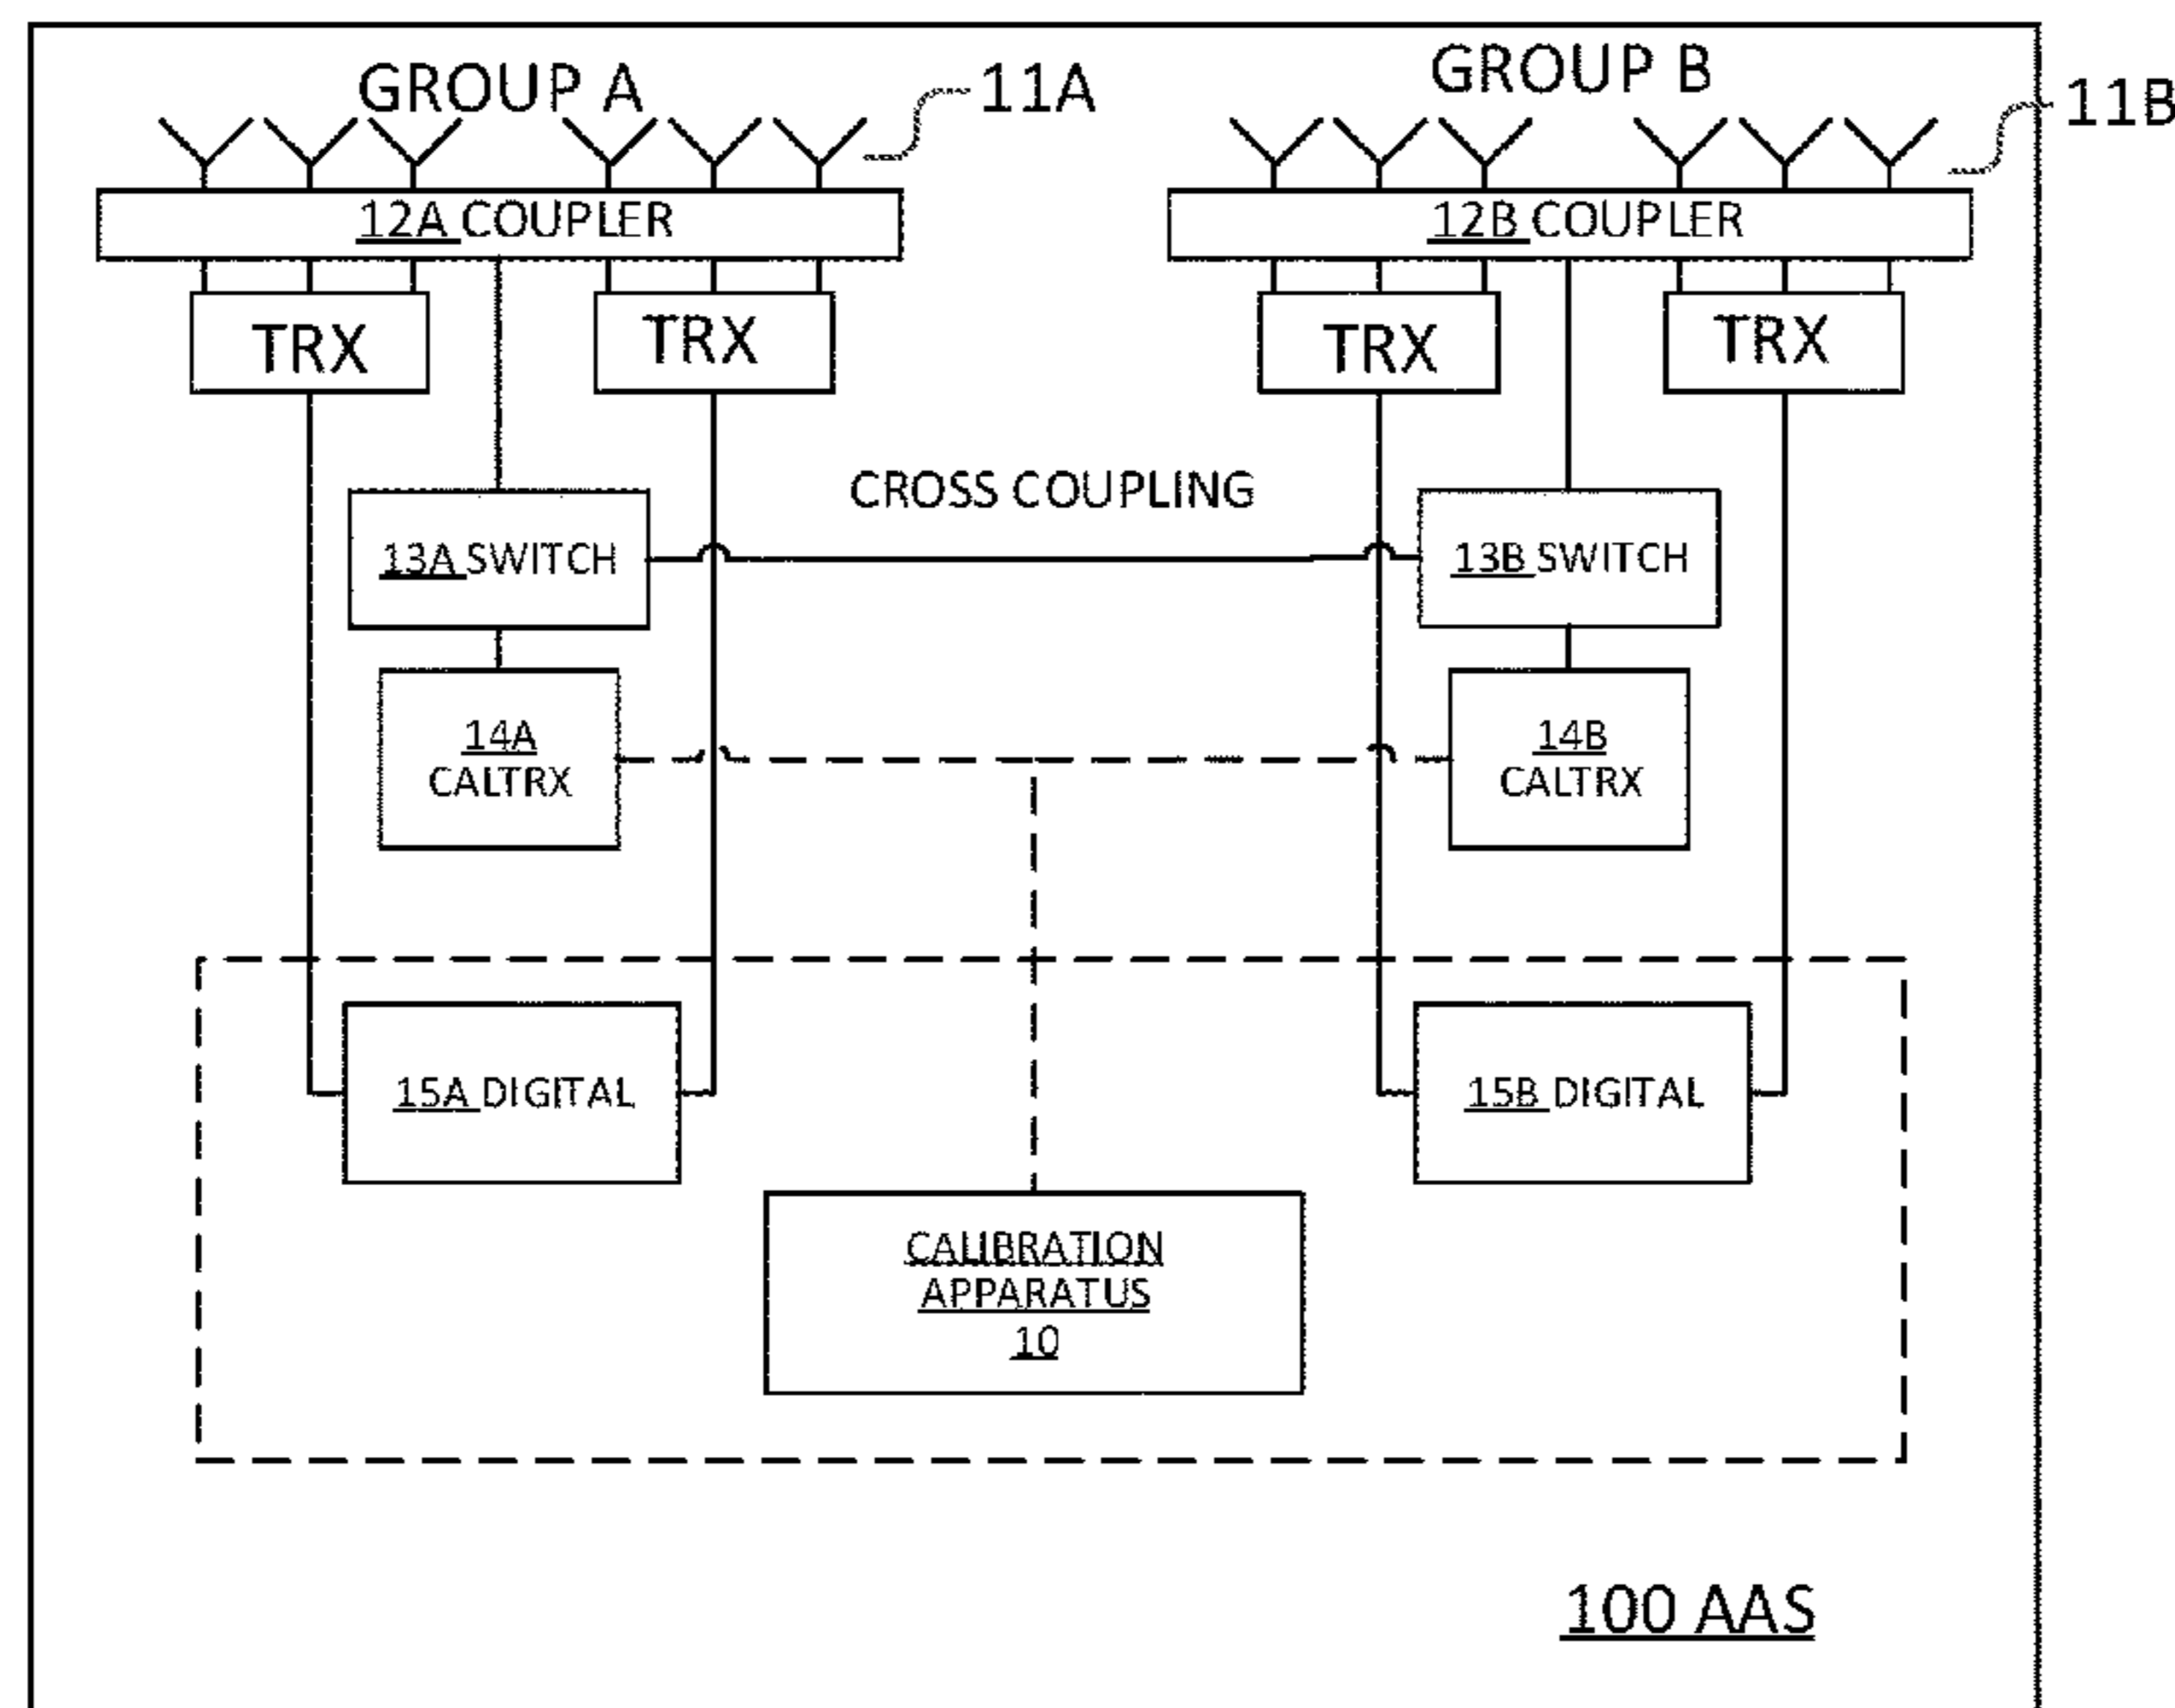 GROUP A
11A
GROUP B
11B
12A COUPLER
12B COUPLER
TRX
TRX
TRX
TRX
CROSS COUPLING
13A SWITCH
13B SWITCH
14A
CALTRX
14B
CALTRX
15A DIGITAL
15B DIGITAL
CALIBRATION
APPARATUS
10
100 AAS